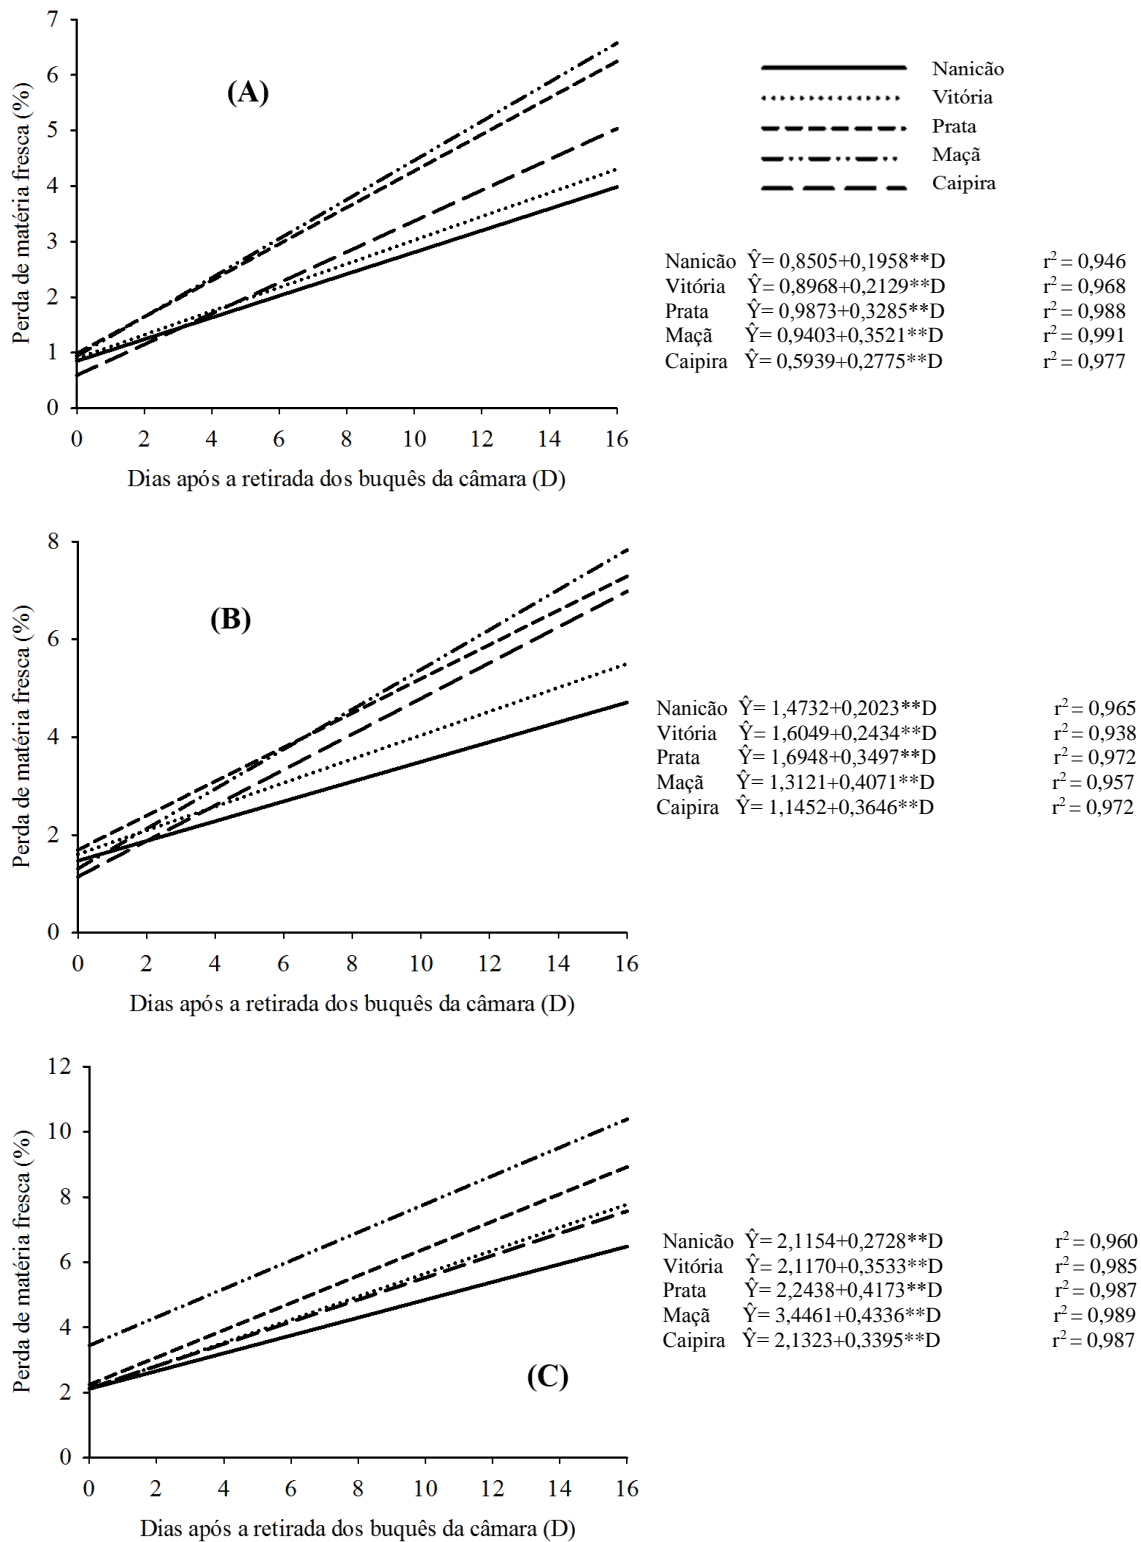 Perda de matéria fresca (%)
7
6
5
4
3
2
1
0
(A)
0 2 4 6 8 10 12 14 16
Dias após a retirada dos buquês da câmara (D)
Nanicão
Vitória
Prata
Maçã
Caipira
Nanicão Ŷ= 0,8505+0,1958**D r² = 0,946
Vitória Ŷ= 0,8968+0,2129**D r² = 0,968
Prata Ŷ= 0,9873+0,3285**D r² = 0,988
Maçã Ŷ= 0,9403+0,3521**D r² = 0,991
Caipira Ŷ= 0,5939+0,2775**D r² = 0,977
Perda de matéria fresca (%)
8
6
4
2
0
(B)
0 2 4 6 8 10 12 14 16
Dias após a retirada dos buquês da câmara (D)
Nanicão Ŷ= 1,4732+0,2023**D r² = 0,965
Vitória Ŷ= 1,6049+0,2434**D r² = 0,938
Prata Ŷ= 1,6948+0,3497**D r² = 0,972
Maçã Ŷ= 1,3121+0,4071**D r² = 0,957
Caipira Ŷ= 1,1452+0,3646**D r² = 0,972
Perda de matéria fresca (%)
12
10
8
6
4
2
0
(C)
0 2 4 6 8 10 12 14 16
Dias após a retirada dos buquês da câmara (D)
Nanicão Ŷ= 2,1154+0,2728**D r² = 0,960
Vitória Ŷ= 2,1170+0,3533**D r² = 0,985
Prata Ŷ= 2,2438+0,4173**D r² = 0,987
Maçã Ŷ= 3,4461+0,4336**D r² = 0,989
Caipira Ŷ= 2,1323+0,3395**D r² = 0,987